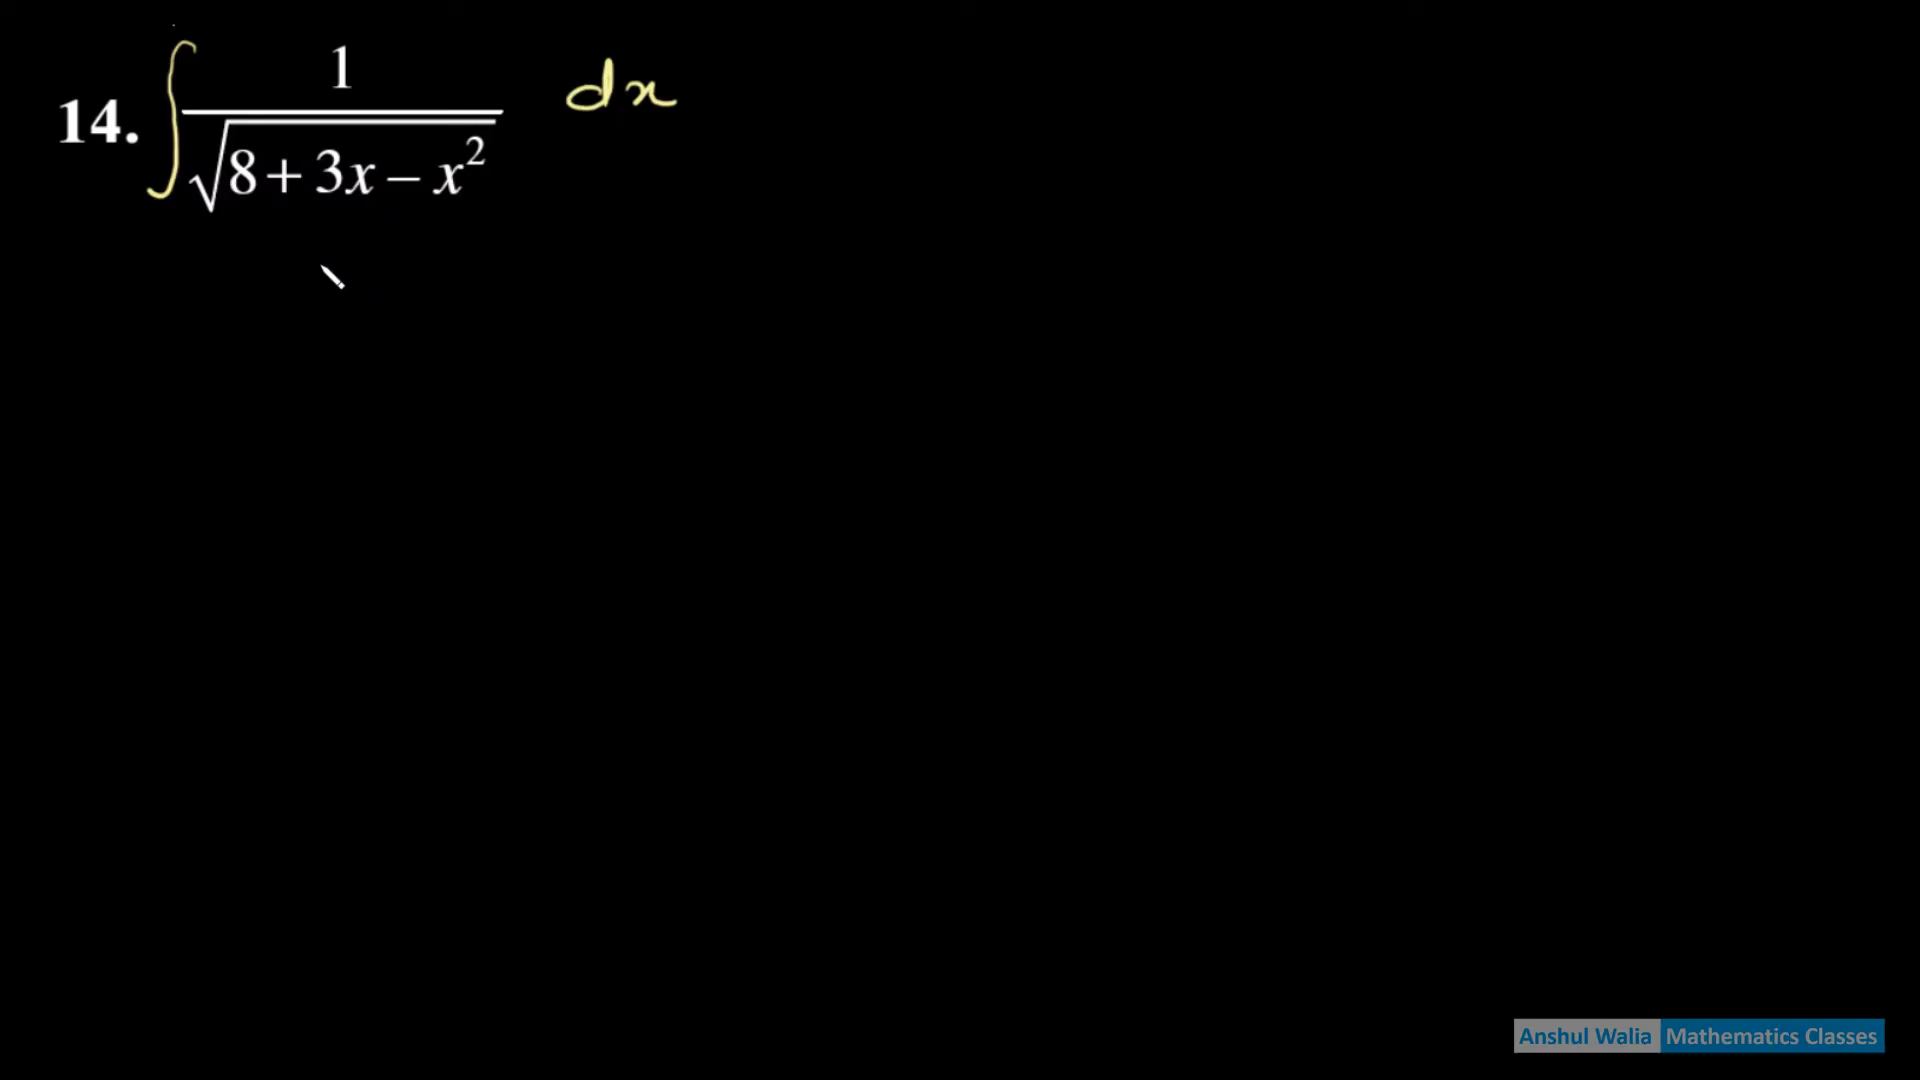 14. ∫ 1/√(8+3x−x²) dx
Anshul Walia Mathematics Classes